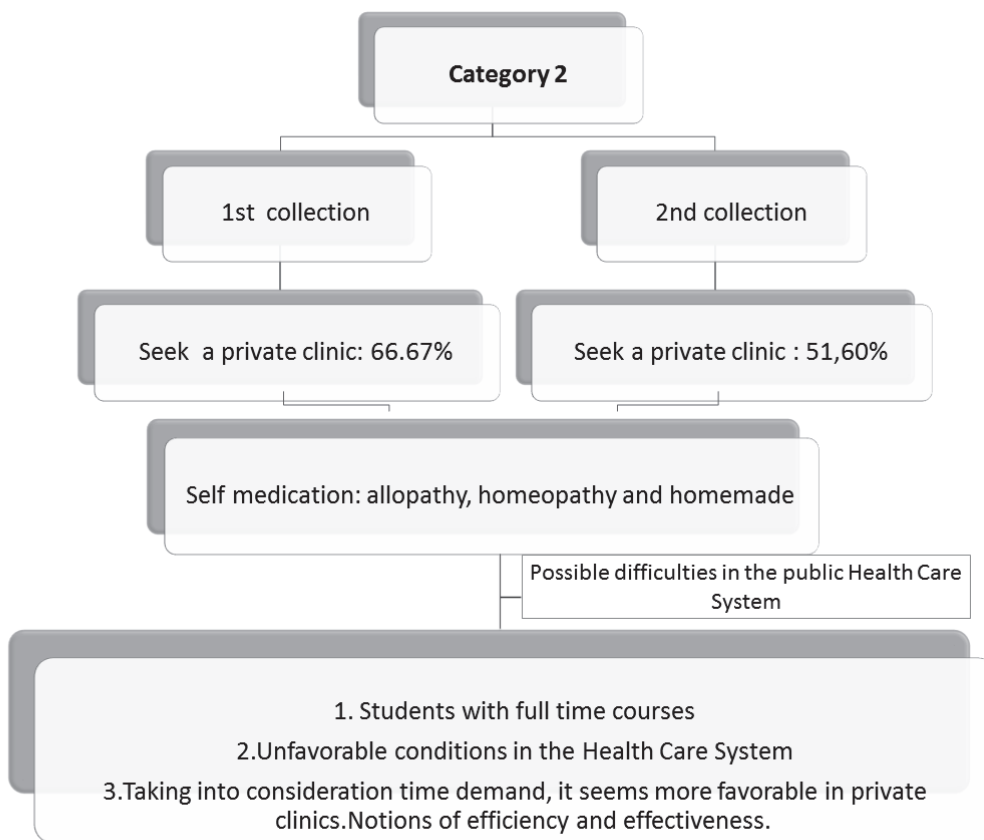 Category 2
1st collection
2nd collection
Seek a private clinic: 66.67%
Seek a private clinic : 51,60%
Self medication: allopathy, homeopathy and homemade
Possible difficulties in the public Health Care
System
1. Students with full time courses
2.Unfavorable conditions in the Health Care System
3.Taking into consideration time demand, it seems more favorable in private
clinics.Notions of efficiency and effectiveness.